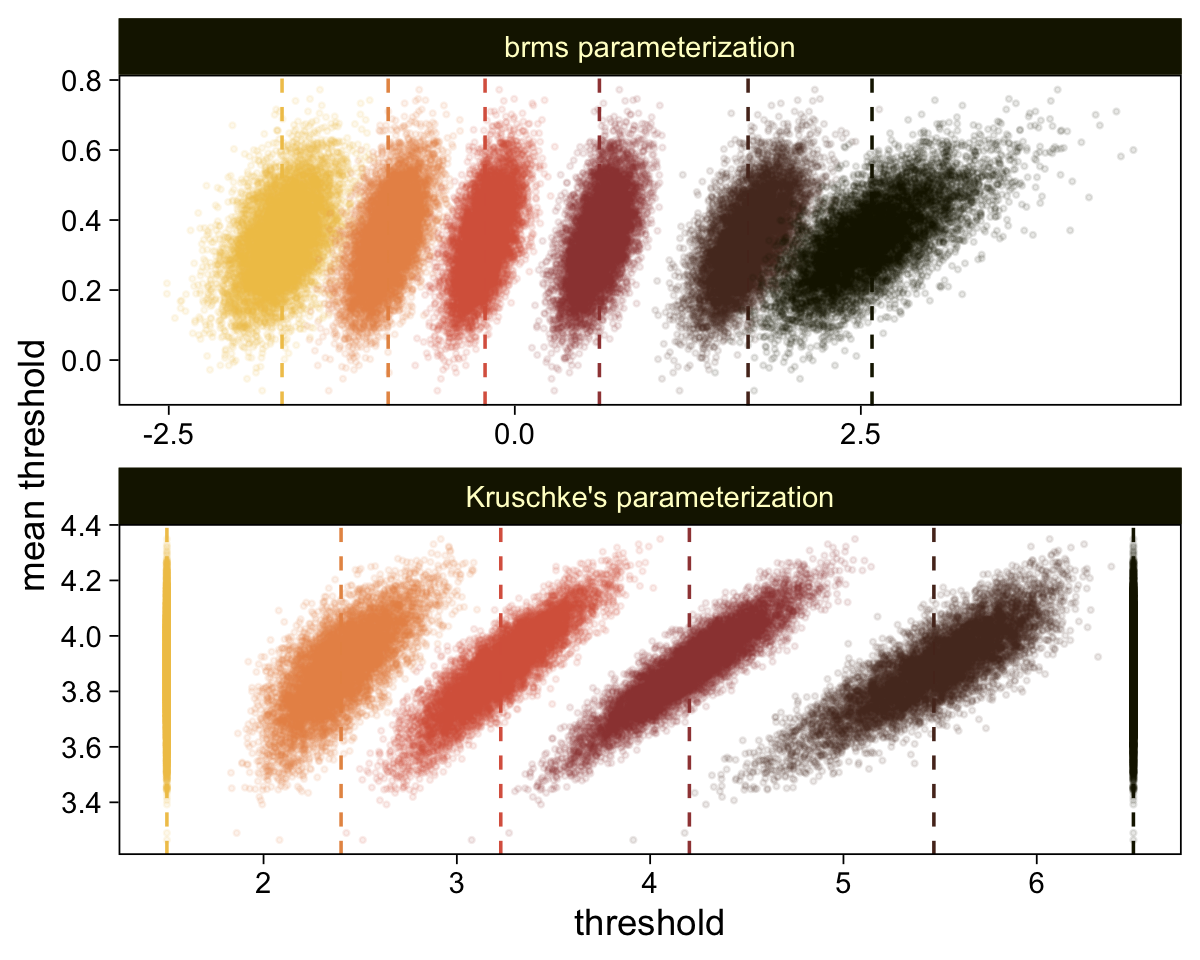 brms parameterization
0.8
0.6
0.4
0.2
0.0
-2.5 0.0 2.5
mean threshold
Kruschke's parameterization
4.4
4.2
4.0
3.8
3.6
3.4
2 3 4 5 6
threshold